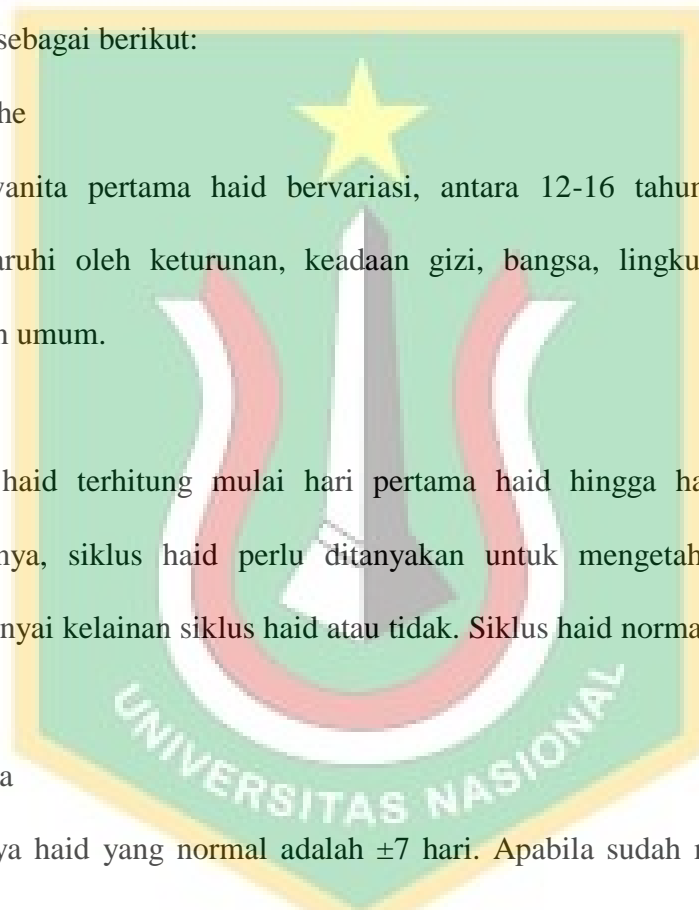 sebagai berikut:
he
anita pertama haid bervariasi, antara 12-16 tahun
aruhi oleh keturunan, keadaan gizi, bangsa, lingku
n umum.
haid terhitung mulai hari pertama haid hingga ha
nya, siklus haid perlu ditanyakan untuk mengetah
nyai kelainan siklus haid atau tidak. Siklus haid norma
UNIVERSITAS NASIONAL
a
ya haid yang normal adalah ±7 hari. Apabila sudah